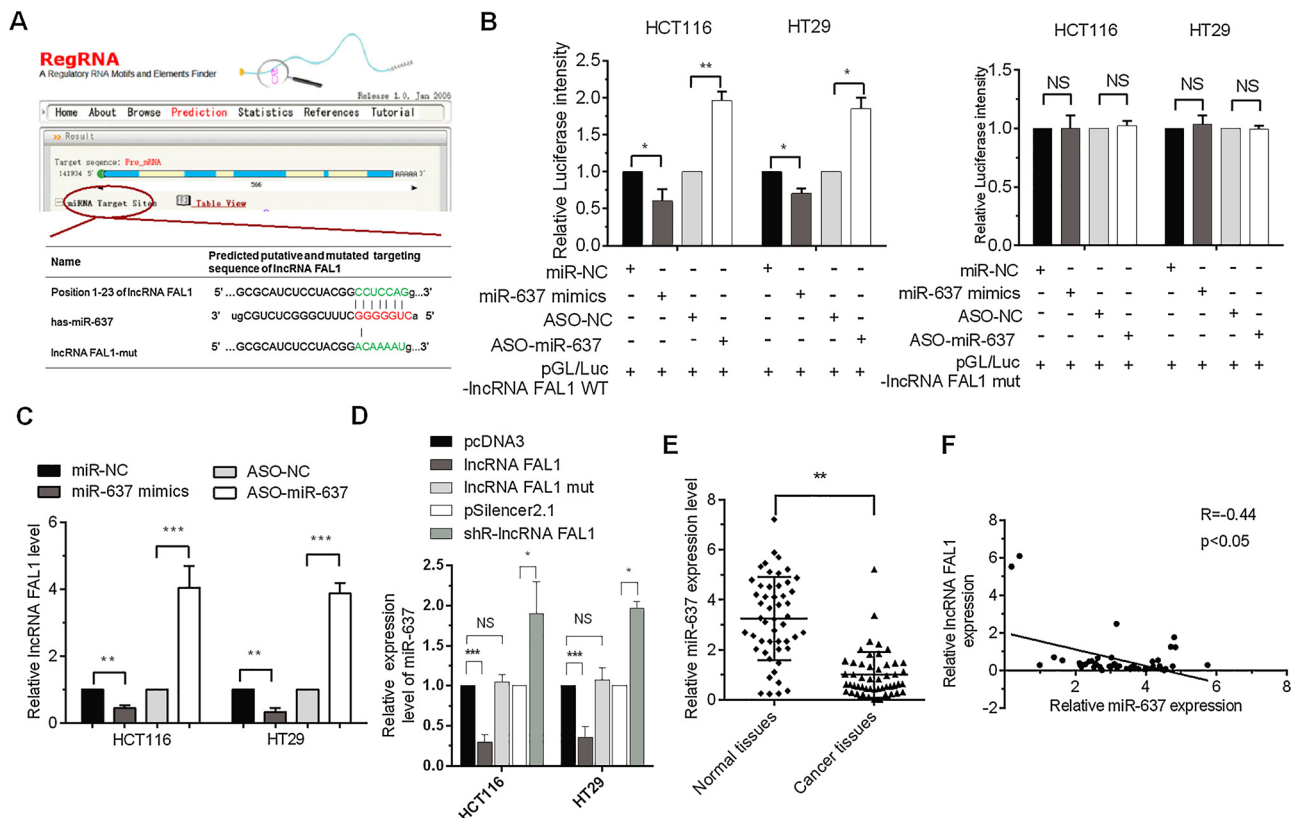 A
RegRNA
A Regulatory RNA Motifs and Elements Finder
Release 1.0, Jan 2006
Home About Browse Prediction Statistics References Tutorial
>> Result
Target seqence: Pre_mRNA
141934 5' AAAAA 3'
566
miRNA Target Sites Table View
Name Predicted putative and mutated targeting sequence of lncRNA FAL1
Position 1-23 of lncRNA FAL1 5' ...GCGCAUCUCCUACGGCCUCCAGg...3'
has-miR-637 3' ugCGUCUCGGGCUUUCGGGGGUCa 5'
lncRNA FAL1-mut 5' ...GCGCAUCUCCUACGGACAAAAUg...3'
B
HCT116 HT29
Relative Luciferase intensity
2.5
2.0
1.5
1.0
0.5
0.0
* ** * *
miR-NC + - - - + - - -
miR-637 mimics - + - - - + - -
ASO-NC - - + - - - + -
ASO-miR-637 - - - + - - - +
pGL/Luc + + + + + + + +
-lncRNA FAL1 WT
HCT116 HT29
Relative Luciferase intensity
1.5
1.0
0.5
0.0
NS NS NS NS
miR-NC + - - - + - - -
miR-637 mimics - + - - - + - -
ASO-NC - - + - - - + -
ASO-miR-637 - - - + - - - +
pGL/Luc + + + + + + + +
-lncRNA FAL1 mut
C
miR-NC
miR-637 mimics
ASO-NC
ASO-miR-637
Relative lncRNA FAL1 level
6
4
2
0
** *** ** ***
HCT116 HT29
D
pcDNA3
lncRNA FAL1
lncRNA FAL1 mut
pSilencer2.1
shR-lncRNA FAL1
Relative expression
level of miR-637
2.5
2.0
1.5
1.0
0.5
0.0
*** NS * *** NS *
HCT116 HT29
E
Relative miR-637 expression level
8
6
4
2
0
**
Normal tissues Cancer tissues
F
Relative lncRNA FAL1
expression
8
6
4
2
0
-2
R=-0.44
p<0.05
2 4 6 8
Relative miR-637 expression